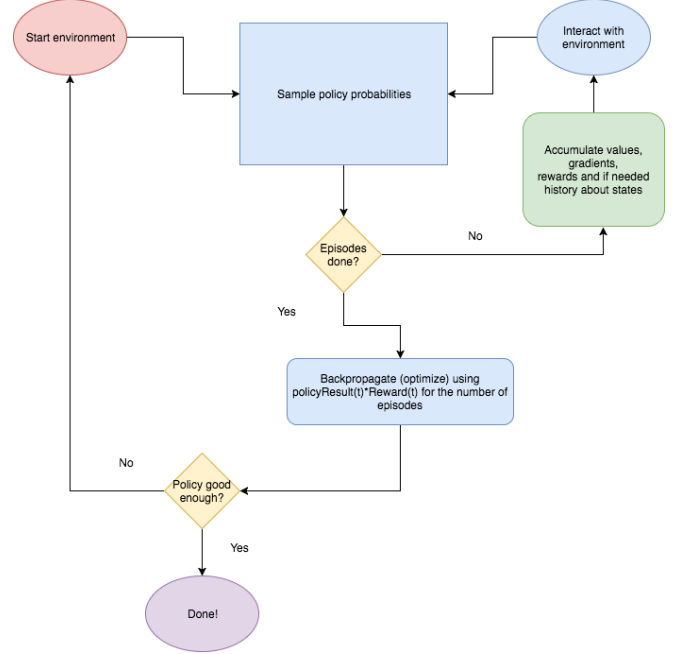 Start environment
Sample policy probabilities
Interact with
environment
Accumulate values,
gradients,
rewards and if needed
history about states
Episodes
done?
No
Yes
Backpropagate (optimize) using
policyResult(t)*Reward(t) for the number of
episodes
No
Policy good
enough?
Yes
Done!